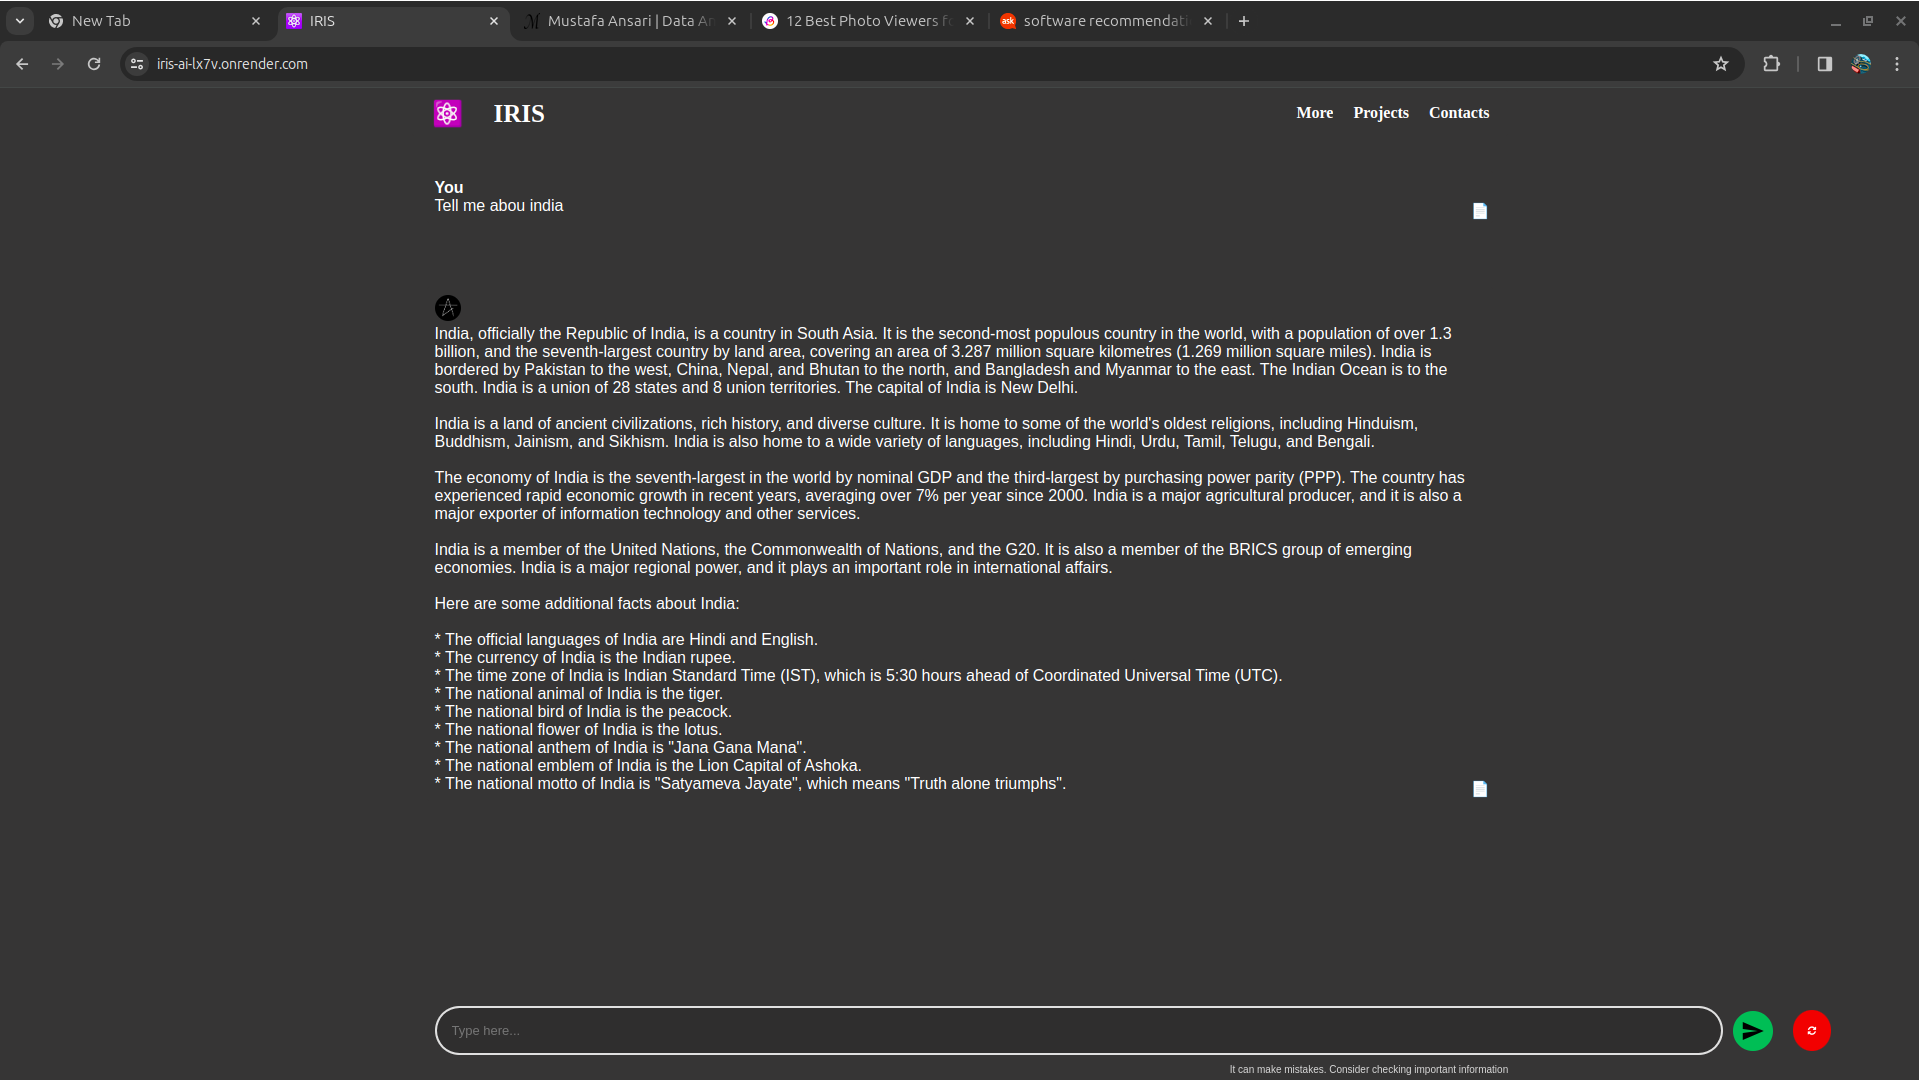 New Tab
IRIS
Mustafa Ansari | Data An
12 Best Photo Viewers fo
ask
software recommendati
iris-ai-lx7v.onrender.com
IRIS
More Projects Contacts
You
Tell me abou india
India, officially the Republic of India, is a country in South Asia. It is the second-most populous country in the world, with a population of over 1.3
billion, and the seventh-largest country by land area, covering an area of 3.287 million square kilometres (1.269 million square miles). India is
bordered by Pakistan to the west, China, Nepal, and Bhutan to the north, and Bangladesh and Myanmar to the east. The Indian Ocean is to the
south. India is a union of 28 states and 8 union territories. The capital of India is New Delhi.
India is a land of ancient civilizations, rich history, and diverse culture. It is home to some of the world's oldest religions, including Hinduism,
Buddhism, Jainism, and Sikhism. India is also home to a wide variety of languages, including Hindi, Urdu, Tamil, Telugu, and Bengali.
The economy of India is the seventh-largest in the world by nominal GDP and the third-largest by purchasing power parity (PPP). The country has
experienced rapid economic growth in recent years, averaging over 7% per year since 2000. India is a major agricultural producer, and it is also a
major exporter of information technology and other services.
India is a member of the United Nations, the Commonwealth of Nations, and the G20. It is also a member of the BRICS group of emerging
economies. India is a major regional power, and it plays an important role in international affairs.
Here are some additional facts about India:
* The official languages of India are Hindi and English.
* The currency of India is the Indian rupee.
* The time zone of India is Indian Standard Time (IST), which is 5:30 hours ahead of Coordinated Universal Time (UTC).
* The national animal of India is the tiger.
* The national bird of India is the peacock.
* The national flower of India is the lotus.
* The national anthem of India is "Jana Gana Mana".
* The national emblem of India is the Lion Capital of Ashoka.
* The national motto of India is "Satyameva Jayate", which means "Truth alone triumphs".
Type here...
It can make mistakes. Consider checking important information